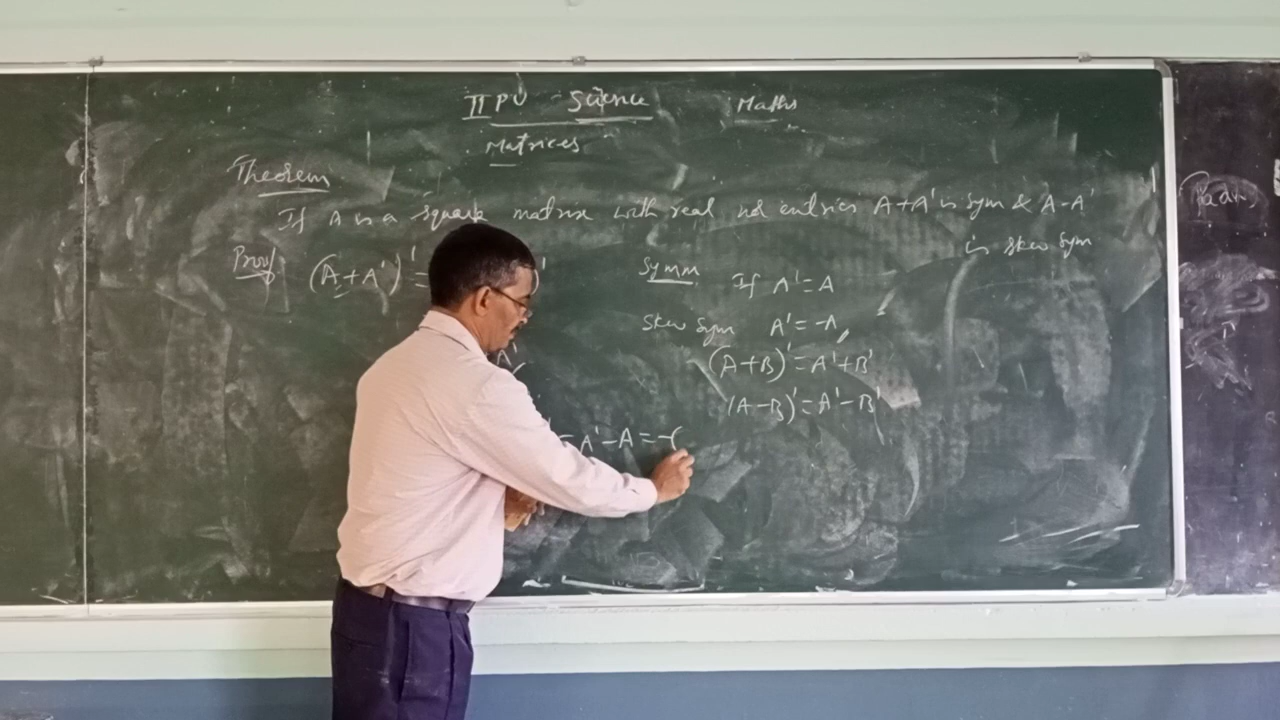 II PU Science Maths
Matrices
Theorem
If A is a square matrix with real no entries A+A' is sym & A-A'
is skew sym
Proof (A+A')' =
Symm If A'=A
Skew Sym A'=-A
A'
(A+B)'=A'+B'
(A-B)'=A'-B'
=A'-A=-(